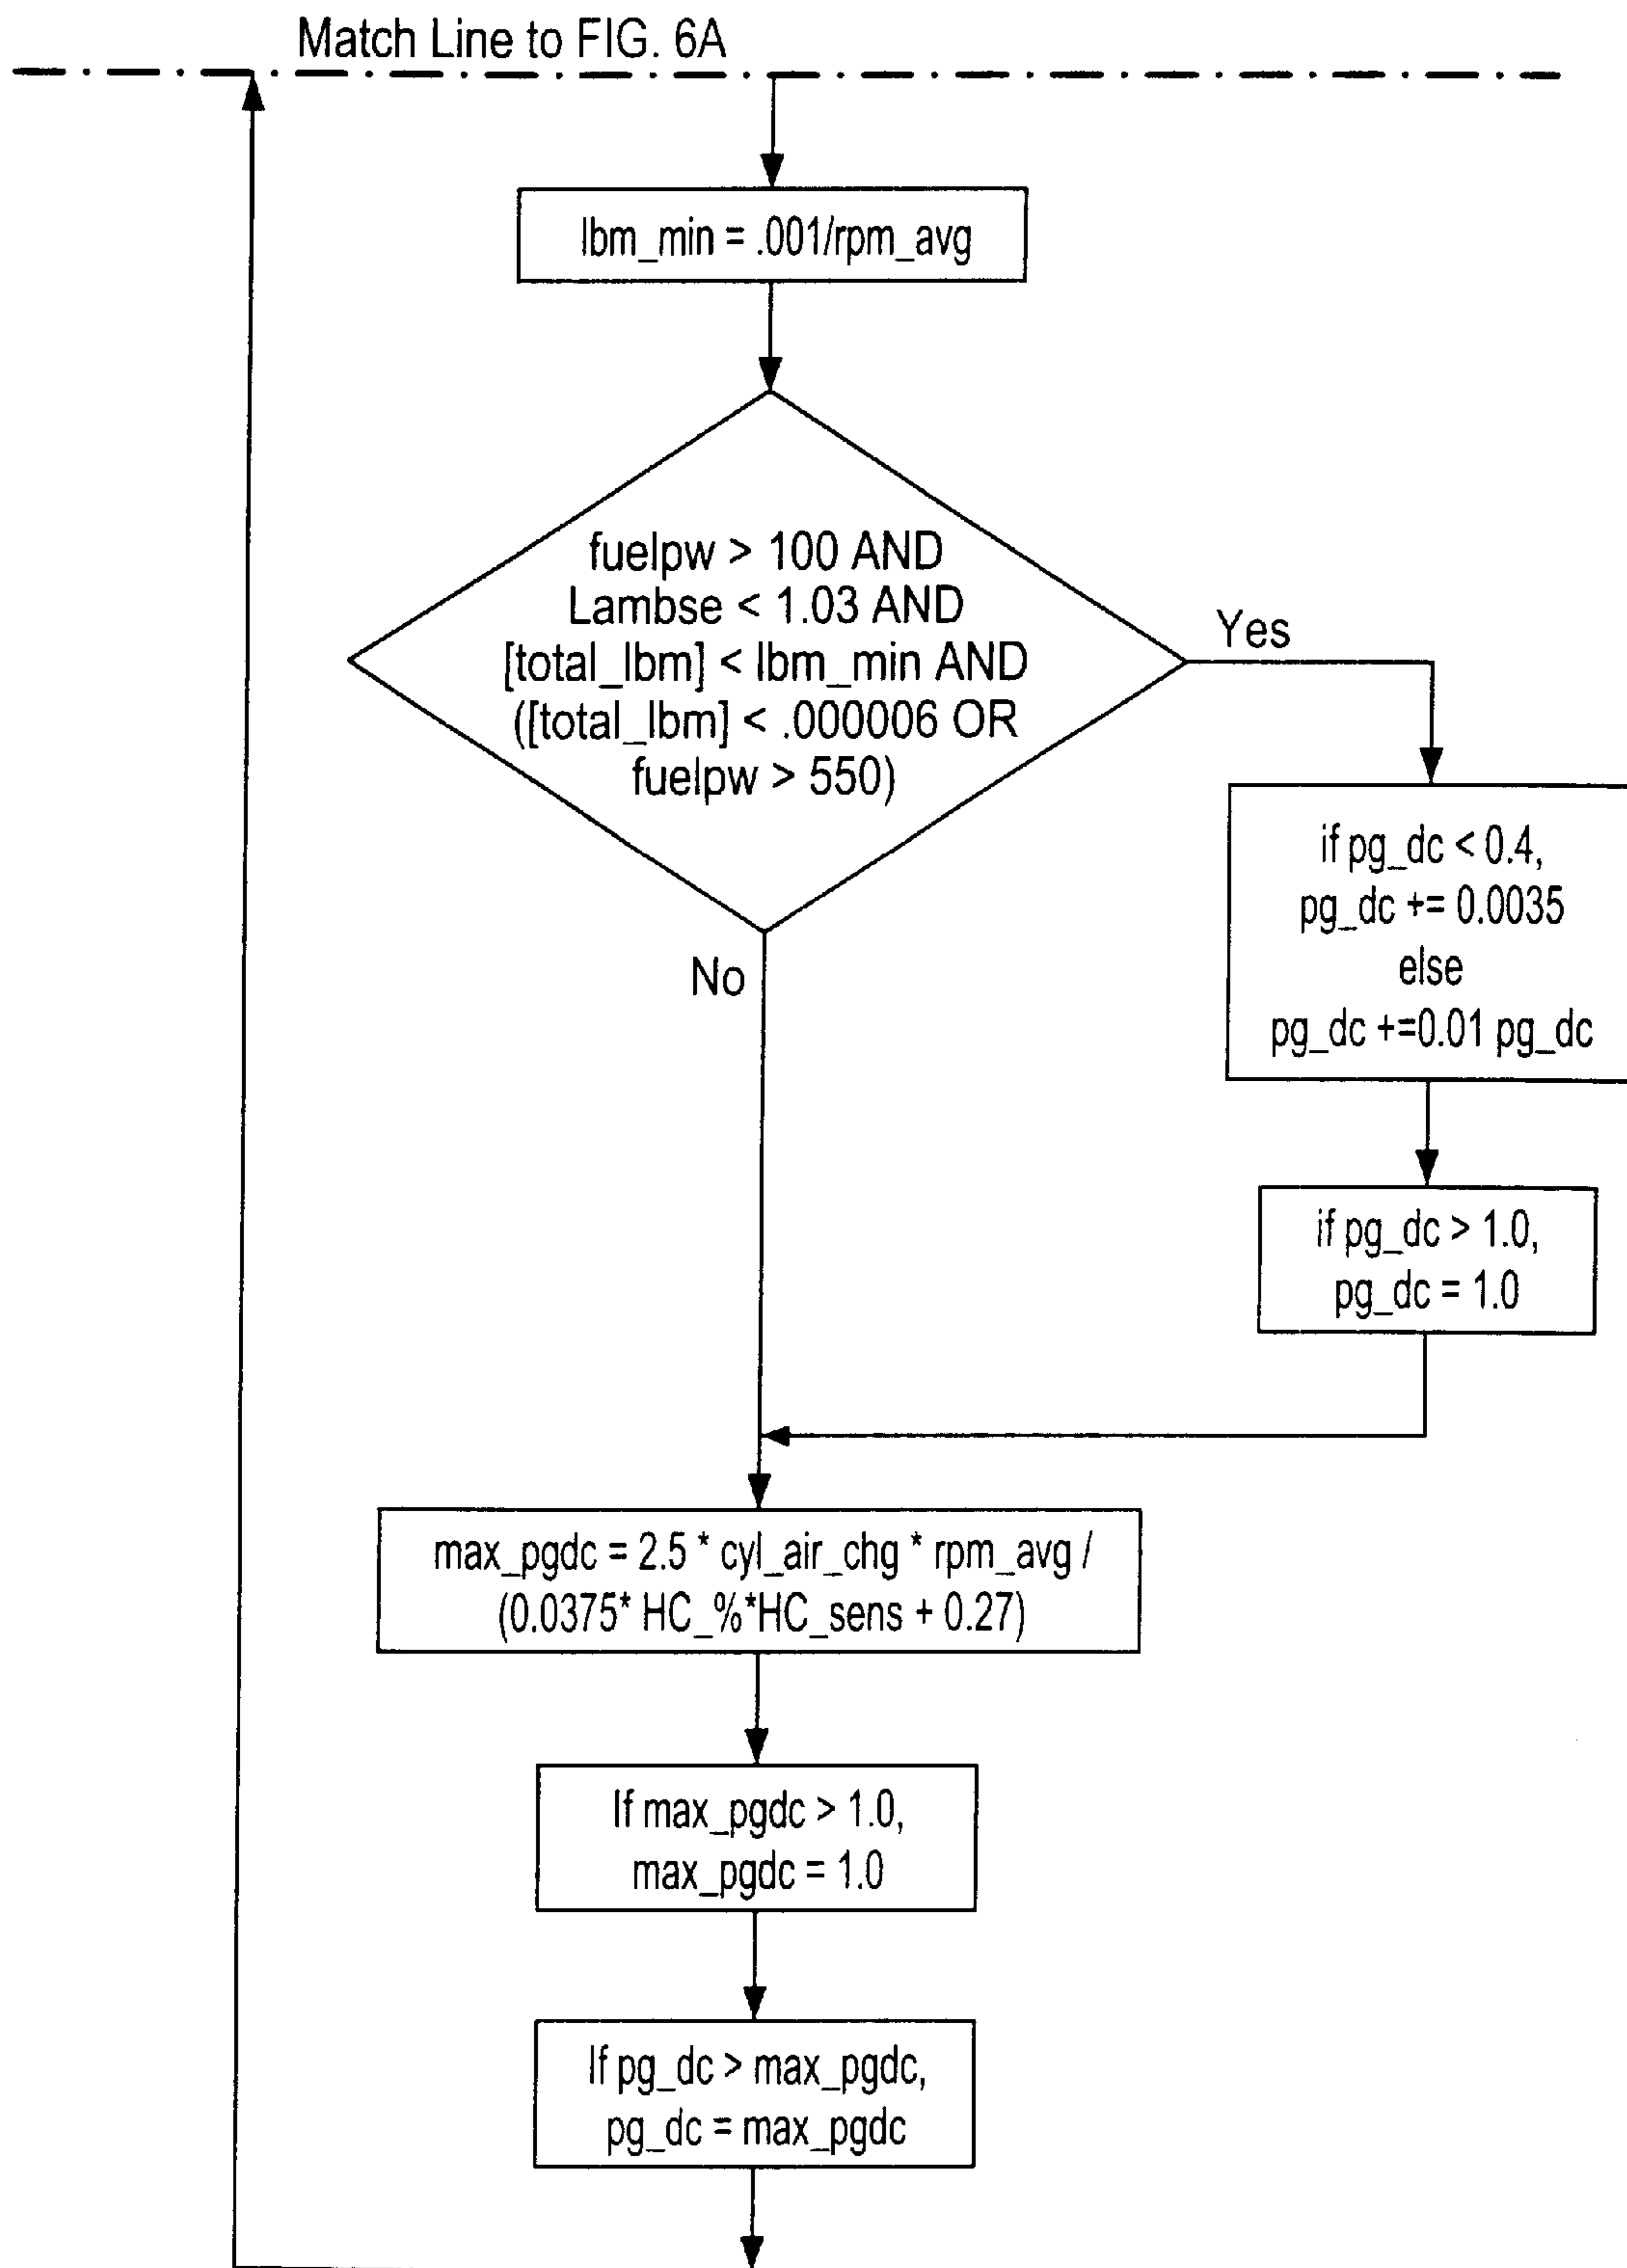 Match Line to FIG. 6A
lbm_min = .001/rpm_avg
fuelpw > 100 AND
Lambse < 1.03 AND
[total_lbm] < lbm_min AND
([total_lbm] < .000006 OR
fuelpw > 550)
Yes
if pg_dc < 0.4,
pg_dc += 0.0035
else
pg_dc +=0.01 pg_dc
No
if pg_dc > 1.0,
pg_dc = 1.0
max_pgdc = 2.5 * cyl_air_chg * rpm_avg /
(0.0375* HC_%*HC_sens + 0.27)
If max_pgdc > 1.0,
max_pgdc = 1.0
If pg_dc > max_pgdc,
pg_dc = max_pgdc